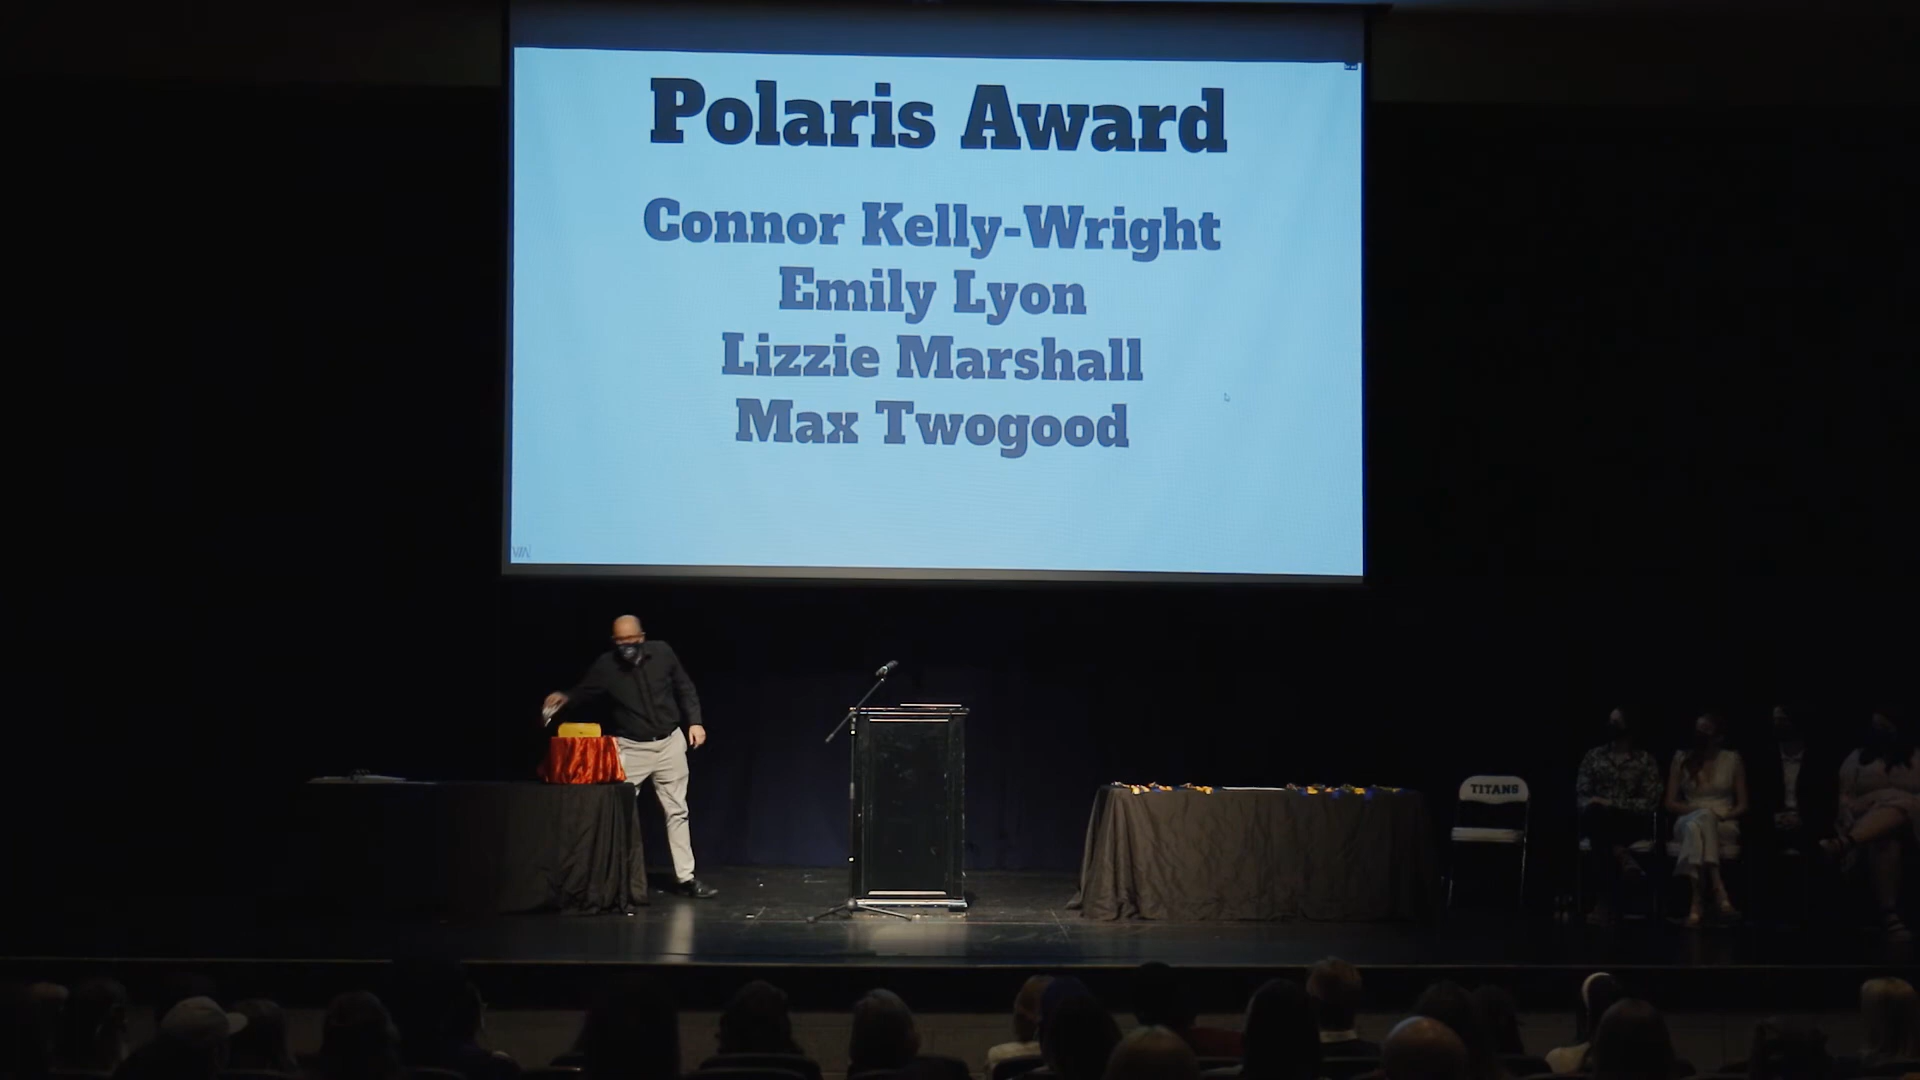 Polaris Award
Connor Kelly-Wright
Emily Lyon
Lizzie Marshall
Max Twogood
TITANS